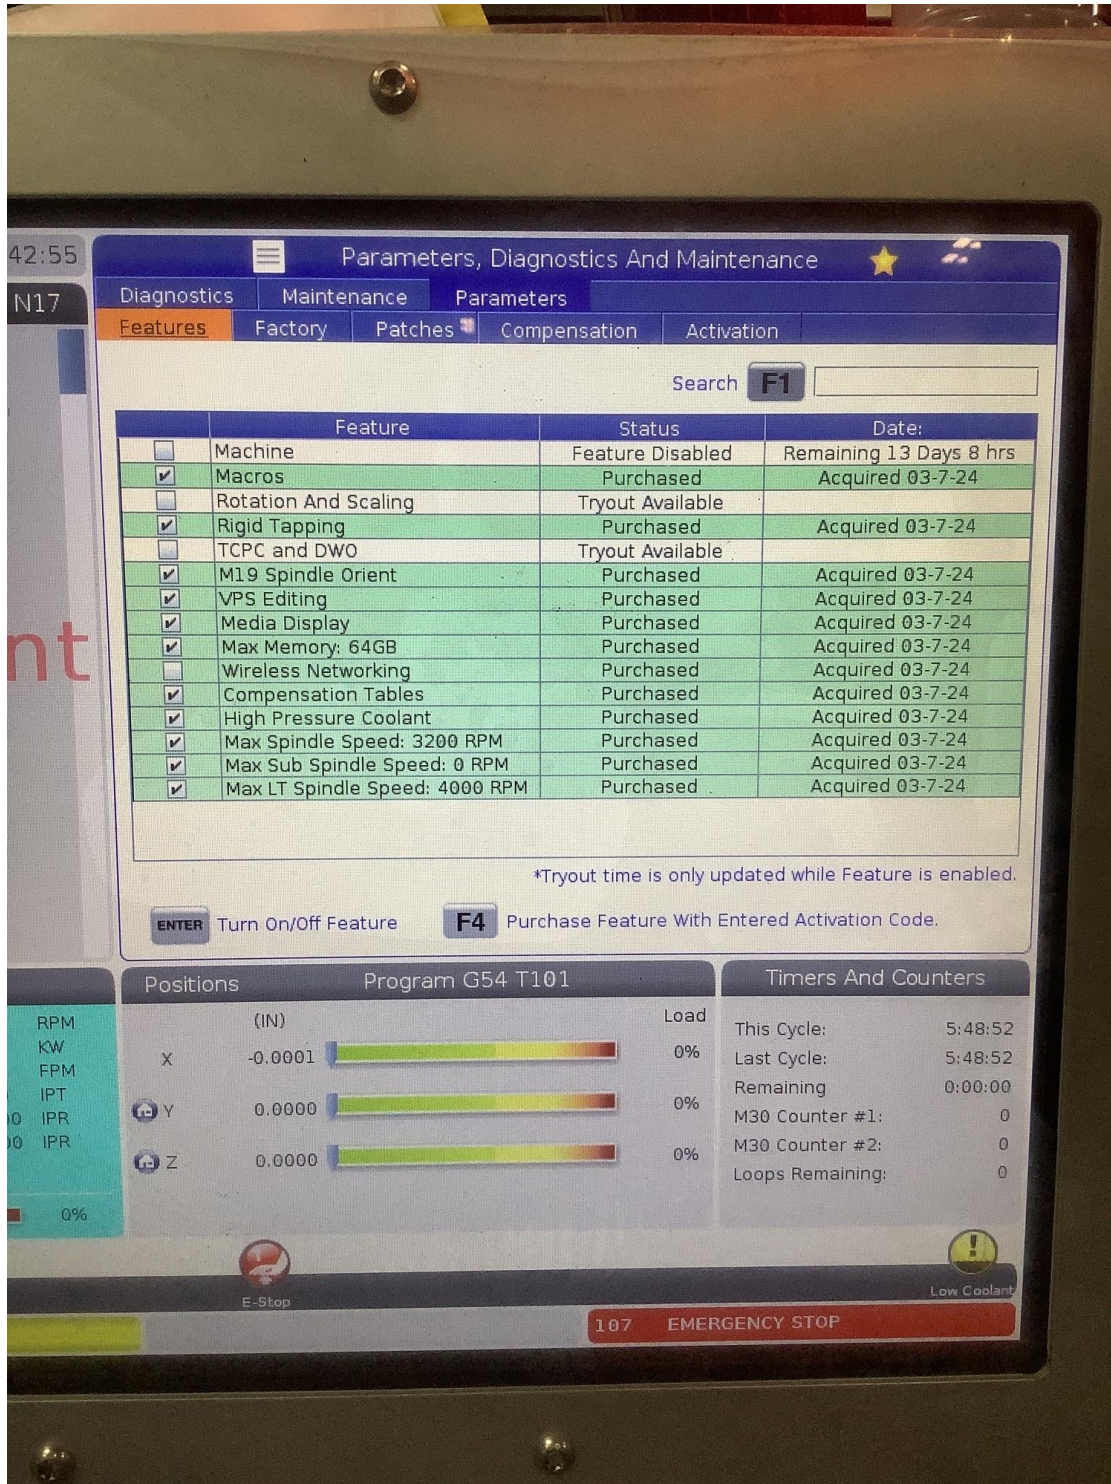 42:55
N17
nt
Parameters, Diagnostics And Maintenance
Diagnostics Maintenance Parameters
Features Factory Patches Compensation Activation
Search F1
Feature Status Date:
Machine Feature Disabled Remaining 13 Days 8 hrs
Macros Purchased Acquired 03-7-24
Rotation And Scaling Tryout Available
Rigid Tapping Purchased Acquired 03-7-24
TCPC and DWO Tryout Available
M19 Spindle Orient Purchased Acquired 03-7-24
VPS Editing Purchased Acquired 03-7-24
Media Display Purchased Acquired 03-7-24
Max Memory: 64GB Purchased Acquired 03-7-24
Wireless Networking Purchased Acquired 03-7-24
Compensation Tables Purchased Acquired 03-7-24
High Pressure Coolant Purchased Acquired 03-7-24
Max Spindle Speed: 3200 RPM Purchased Acquired 03-7-24
Max Sub Spindle Speed: 0 RPM Purchased Acquired 03-7-24
Max LT Spindle Speed: 4000 RPM Purchased Acquired 03-7-24
*Tryout time is only updated while Feature is enabled.
ENTER Turn On/Off Feature F4 Purchase Feature With Entered Activation Code.
RPM
KW
FPM
IPT
0 IPR
00 IPR
0%
Positions Program G54 T101
(IN) Load
X -0.0001 0%
Y 0.0000 0%
Z 0.0000 0%
Timers And Counters
This Cycle: 5:48:52
Last Cycle: 5:48:52
Remaining 0:00:00
M30 Counter #1: 0
M30 Counter #2: 0
Loops Remaining: 0
E-Stop
Low Coolant
107 EMERGENCY STOP